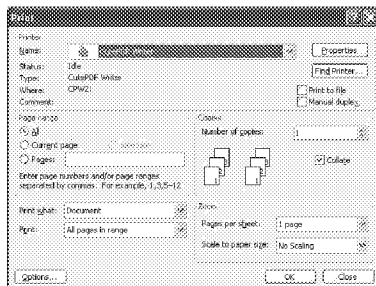 Print
Printer
Name: CutePDF Writer
Properties
Status: Idle
Type: CutePDF Writer
Find Printer...
Where: CPW2:
Print to file
Comment:
Manual duplex
Page range
All
Current page
Pages:
Enter page numbers and/or page ranges
separated by commas. For example, 1,3,5-12
Copies
Number of copies: 1
Collate
Print what: Document
Print: All pages in range
Zoom
Pages per sheet: 1 page
Scale to paper size: No Scaling
Options...
OK
Close